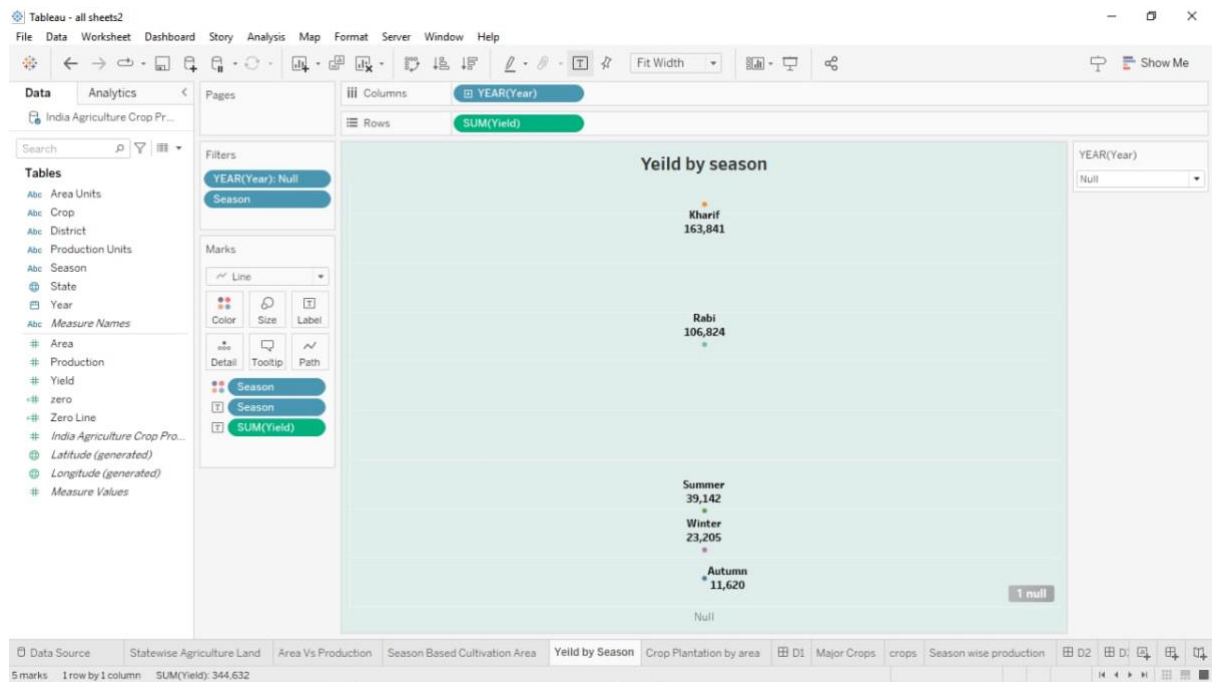 Tableau - all sheets2
File Data Worksheet Dashboard Story Analysis Map Format Server Window Help
Fit Width
Show Me
Data Analytics
India Agriculture Crop Pr...
Search
Tables
Abc Area Units
Abc Crop
Abc District
Abc Production Units
Abc Season
State
Year
Abc Measure Names
# Area
# Production
# Yield
=# zero
=# Zero Line
# India Agriculture Crop Pro...
Latitude (generated)
Longitude (generated)
# Measure Values
Pages
Filters
YEAR(Year): Null
Season
Marks
Line
Color Size Label
Detail Tooltip Path
Season
Season
SUM(Yield)
Columns YEAR(Year)
Rows SUM(Yield)
Yeild by season
Kharif
163,841
Rabi
106,824
Summer
39,142
Winter
23,205
Autumn
11,620
1 null
Null
YEAR(Year)
Null
Data Source Statewise Agriculture Land Area Vs Production Season Based Cultivation Area Yeild by Season Crop Plantation by area D1 Major Crops crops Season wise production D2 D:
5 marks 1 row by 1 column SUM(Yield): 344,632